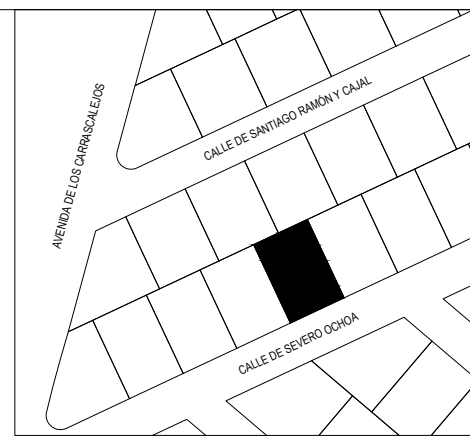 AVENIDA DE LOS CARRASCALEJOS
CALLE DE SANTIAGO RAMÓN Y CAJAL
CALLE DE SEVERO OCHOA